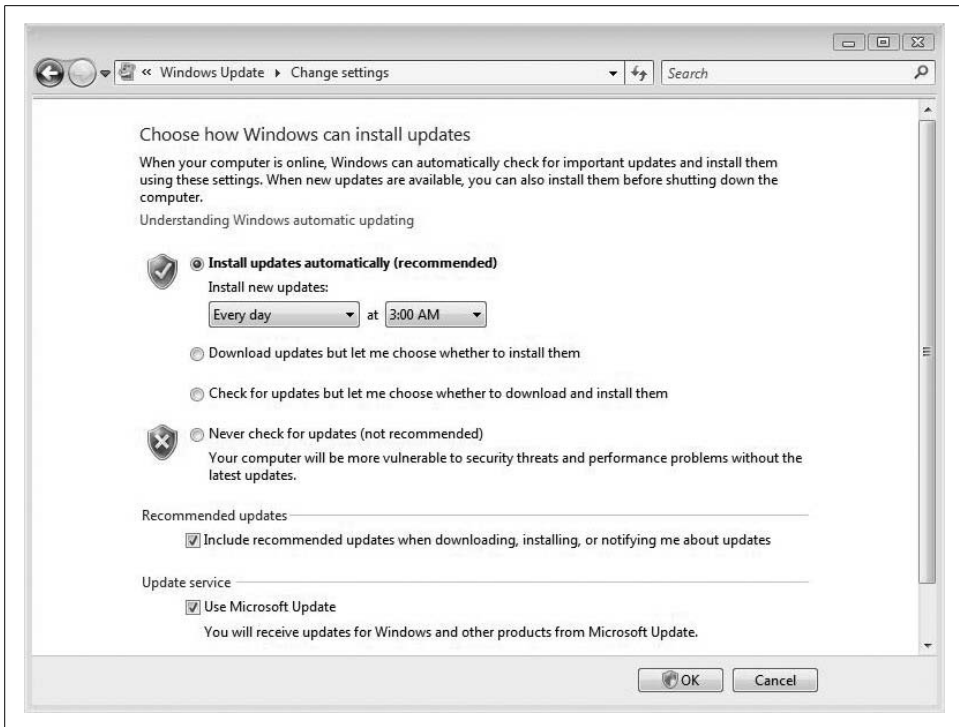 « Windows Update ▸ Change settings
Search
Choose how Windows can install updates
When your computer is online, Windows can automatically check for important updates and install them
using these settings. When new updates are available, you can also install them before shutting down the
computer.
Understanding Windows automatic updating
Install updates automatically (recommended)
Install new updates:
Every day at 3:00 AM
Download updates but let me choose whether to install them
Check for updates but let me choose whether to download and install them
Never check for updates (not recommended)
Your computer will be more vulnerable to security threats and performance problems without the
latest updates.
Recommended updates
Include recommended updates when downloading, installing, or notifying me about updates
Update service
Use Microsoft Update
You will receive updates for Windows and other products from Microsoft Update.
OK Cancel